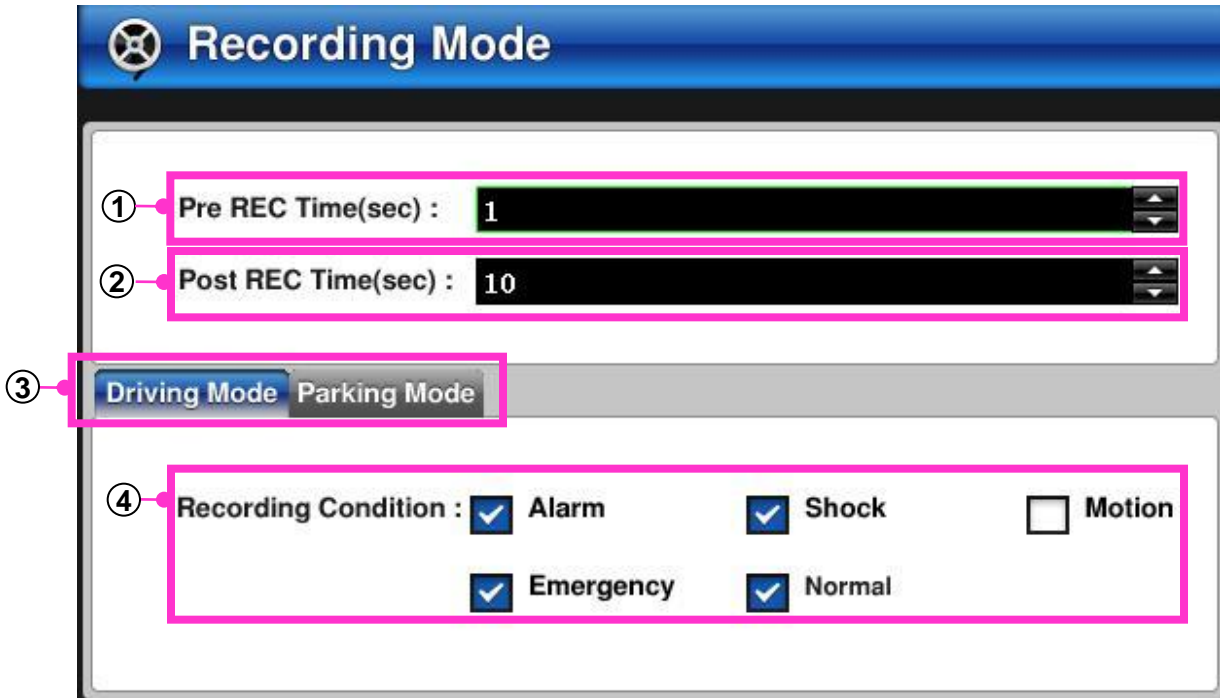 Recording Mode
① Pre REC Time(sec) : 1
② Post REC Time(sec) : 10
③ Driving Mode Parking Mode
④ Recording Condition : Alarm Shock Motion
Emergency Normal